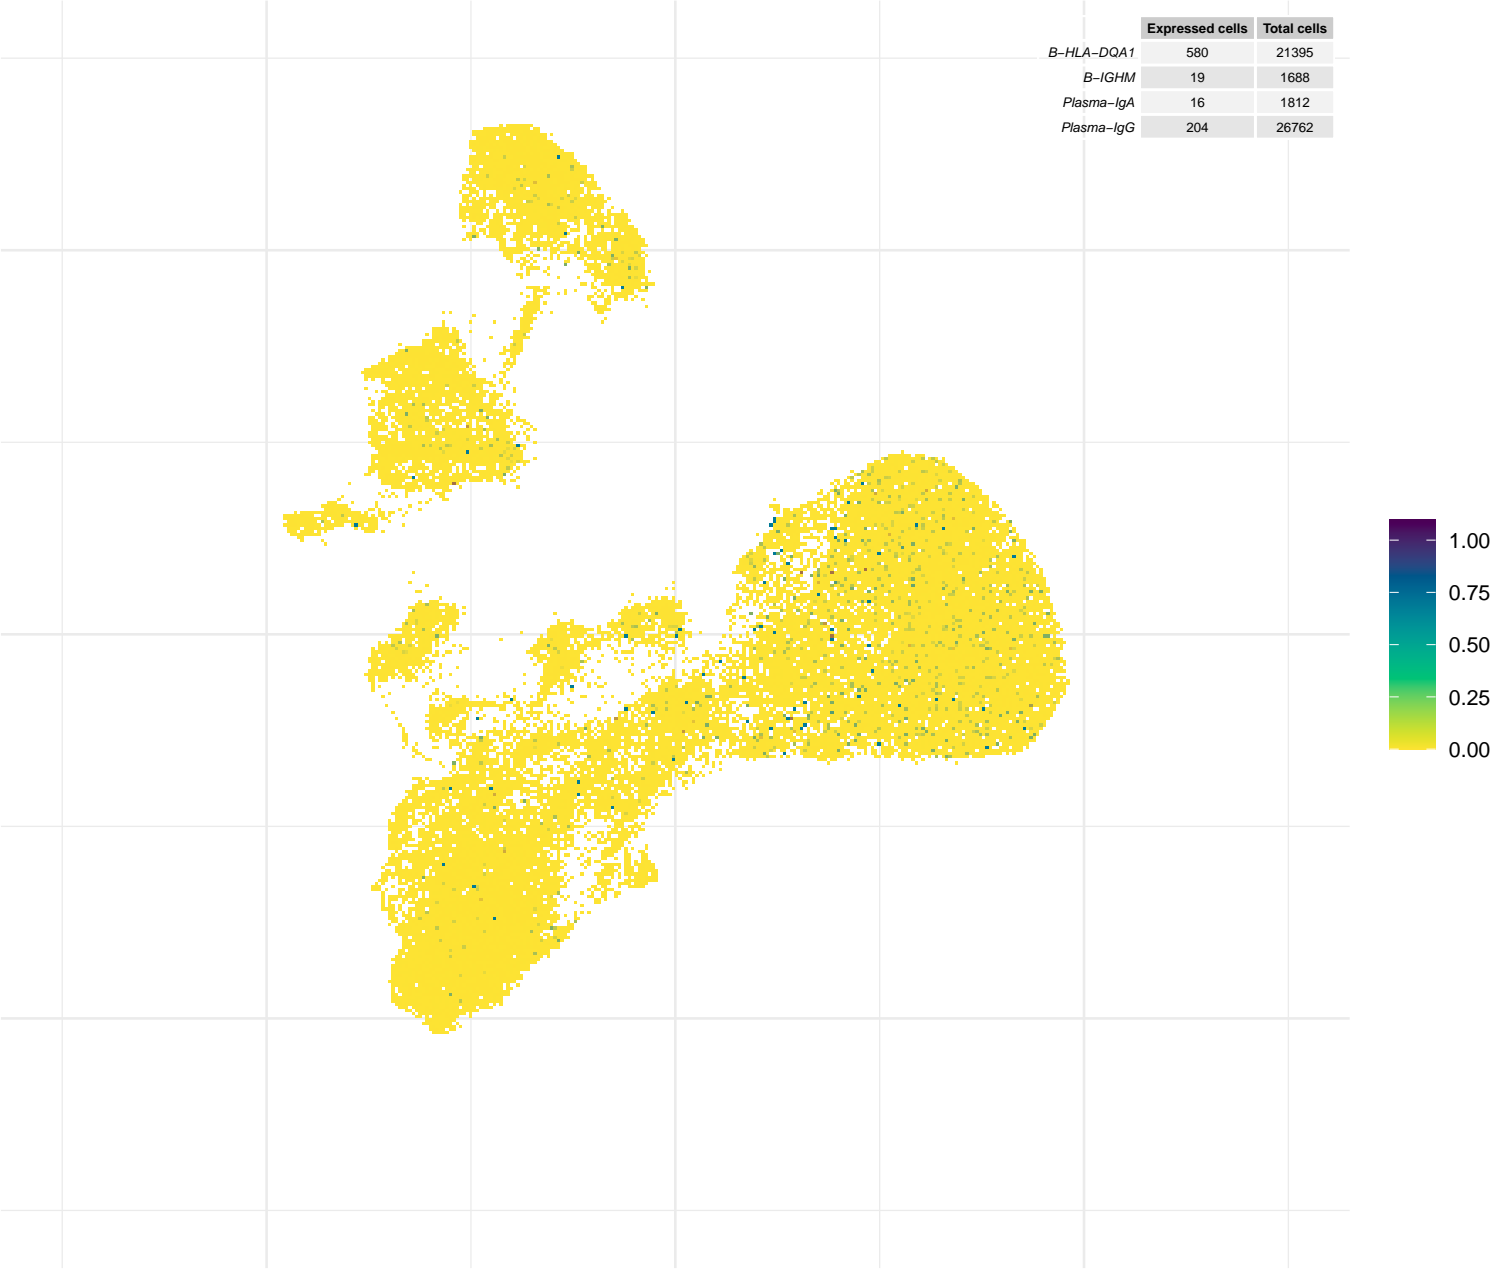 Expressed cells Total cells
B−HLA−DQA1 580 21395
B−IGHM 19 1688
Plasma−IgA 16 1812
Plasma−IgG 204 26762
1.00
0.75
0.50
0.25
0.00